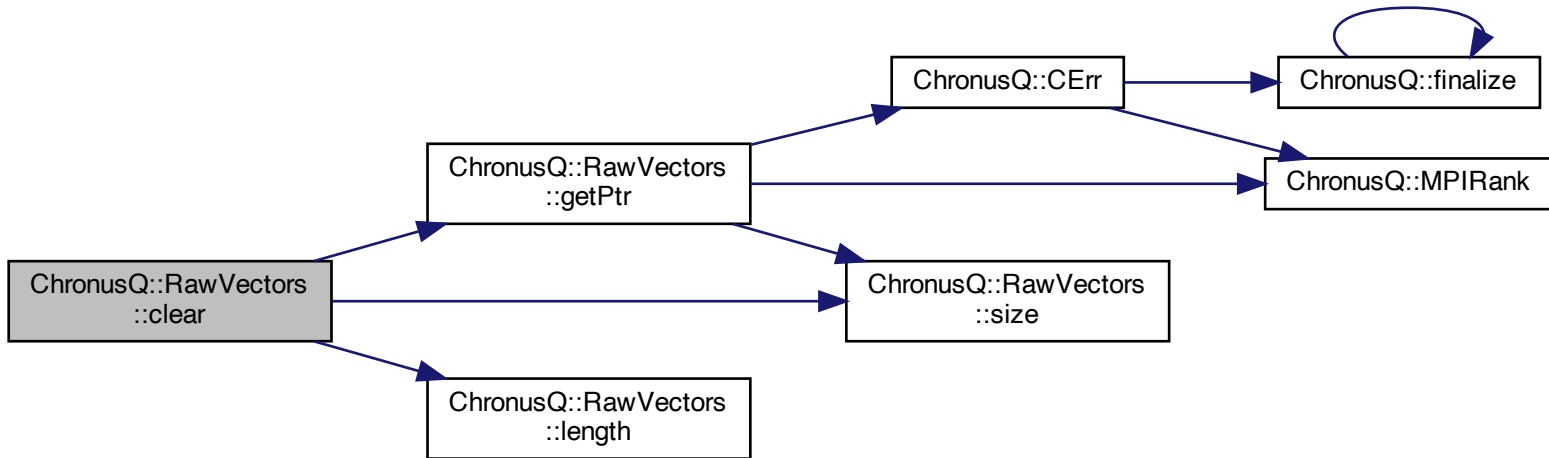 ChronusQ::RawVectors
::clear
ChronusQ::RawVectors
::getPtr
ChronusQ::RawVectors
::length
ChronusQ::CErr
ChronusQ::RawVectors
::size
ChronusQ::finalize
ChronusQ::MPIRank